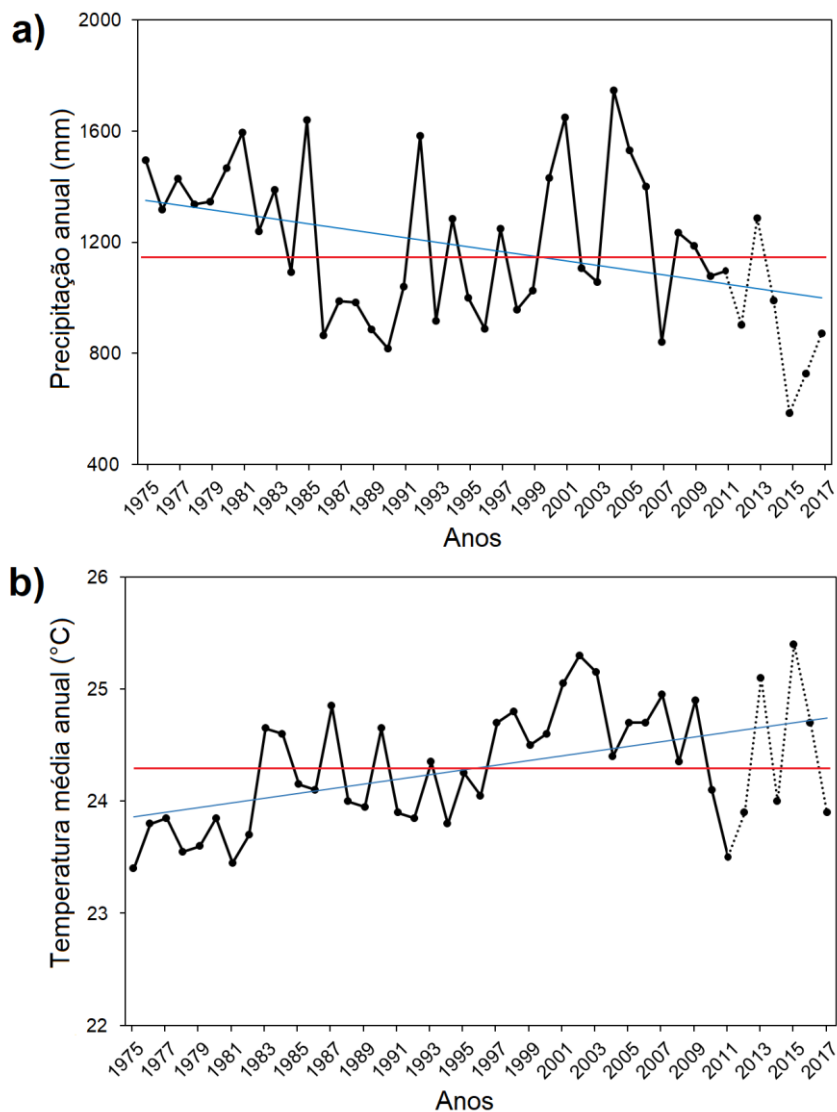 a)
Precipitação anual (mm)
2000
1600
1200
800
400
1975 1977 1979 1981 1983 1985 1987 1989 1991 1993 1995 1997 1999 2001 2003 2005 2007 2009 2011 2013 2015 2017
Anos
b)
Temperatura média anual (°C)
26
25
24
23
22
1975 1977 1979 1981 1983 1985 1987 1989 1991 1993 1995 1997 1999 2001 2003 2005 2007 2009 2011 2013 2015 2017
Anos